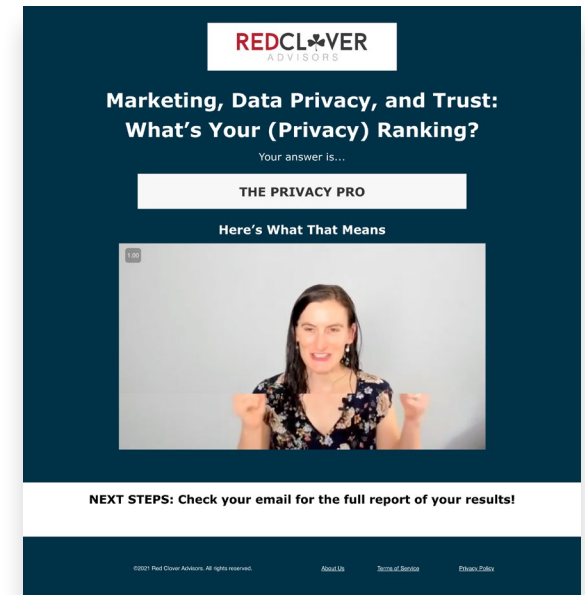 REDCLOVER
ADVISORS
Marketing, Data Privacy, and Trust:
What's Your (Privacy) Ranking?
Your answer is...
THE PRIVACY PRO
Here's What That Means
1.00
NEXT STEPS: Check your email for the full report of your results!
©2021 Red Clover Advisors. All rights reserved. About Us Terms of Service Privacy Policy